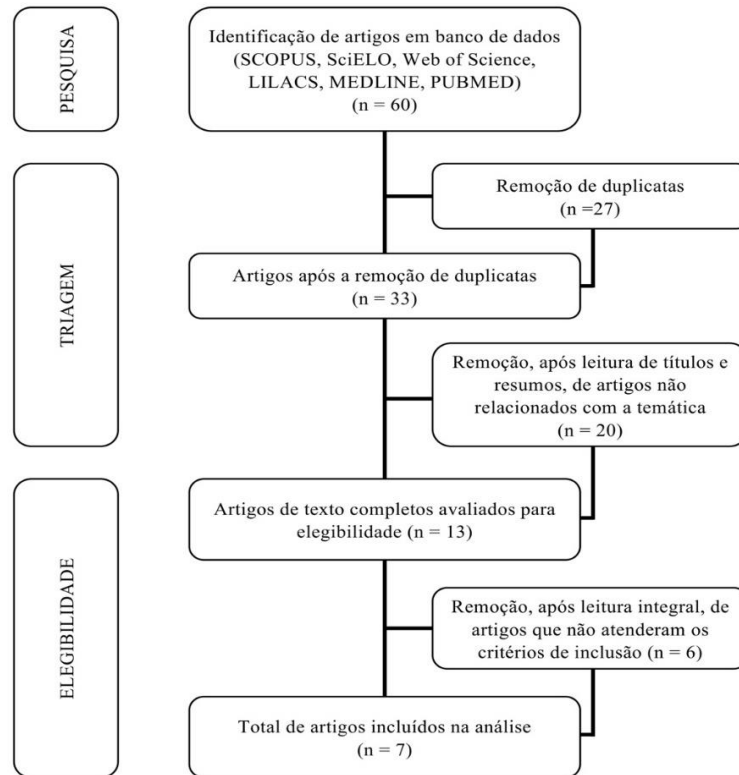 PESQUISA
Identificação de artigos em banco de dados
(SCOPUS, SciELO, Web of Science,
LILACS, MEDLINE, PUBMED)
(n = 60)
TRIAGEM
Remoção de duplicatas
(n =27)
Artigos após a remoção de duplicatas
(n = 33)
Remoção, após leitura de títulos e
resumos, de artigos não
relacionados com a temática
(n = 20)
ELEGIBILIDADE
Artigos de texto completos avaliados para
elegibilidade (n = 13)
Remoção, após leitura integral, de
artigos que não atenderam os
critérios de inclusão (n = 6)
Total de artigos incluídos na análise
(n = 7)